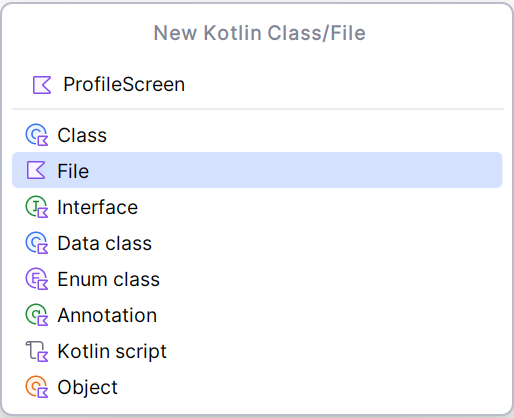 New Kotlin Class/File
ProfileScreen
Class
File
Interface
Data class
Enum class
Annotation
Kotlin script
Object